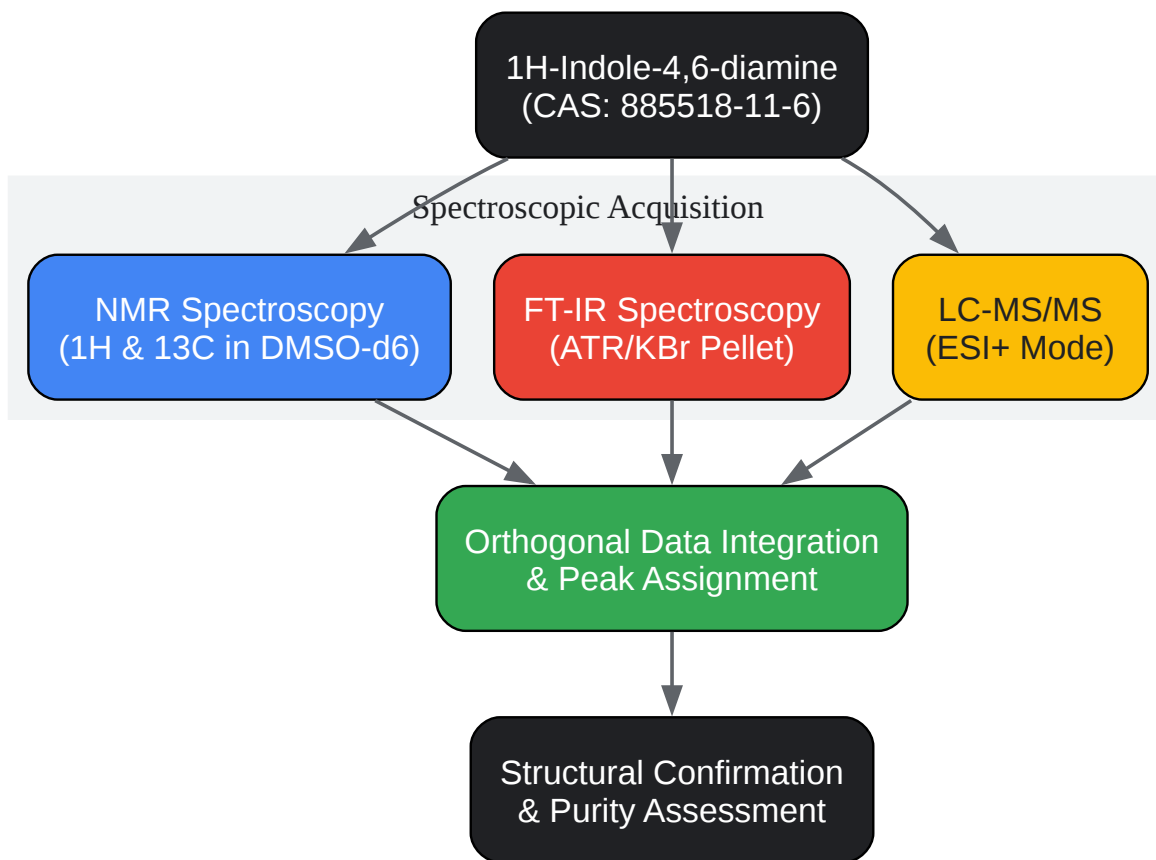 1H-Indole-4,6-diamine
(CAS: 885518-11-6)
Spectroscopic Acquisition
NMR Spectroscopy
(1H & 13C in DMSO-d6)
FT-IR Spectroscopy
(ATR/KBr Pellet)
LC-MS/MS
(ESI+ Mode)
Orthogonal Data Integration
& Peak Assignment
Structural Confirmation
& Purity Assessment